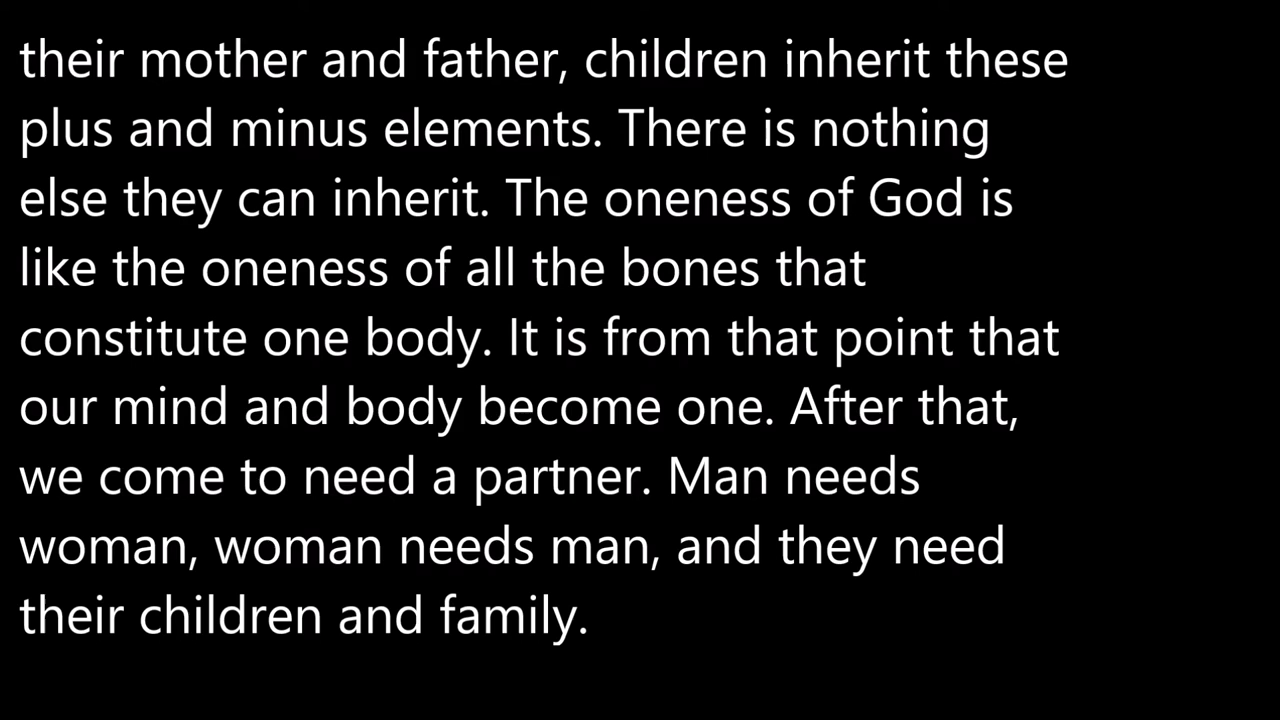 their mother and father, children inherit these
plus and minus elements. There is nothing
else they can inherit. The oneness of God is
like the oneness of all the bones that
constitute one body. It is from that point that
our mind and body become one. After that,
we come to need a partner. Man needs
woman, woman needs man, and they need
their children and family.